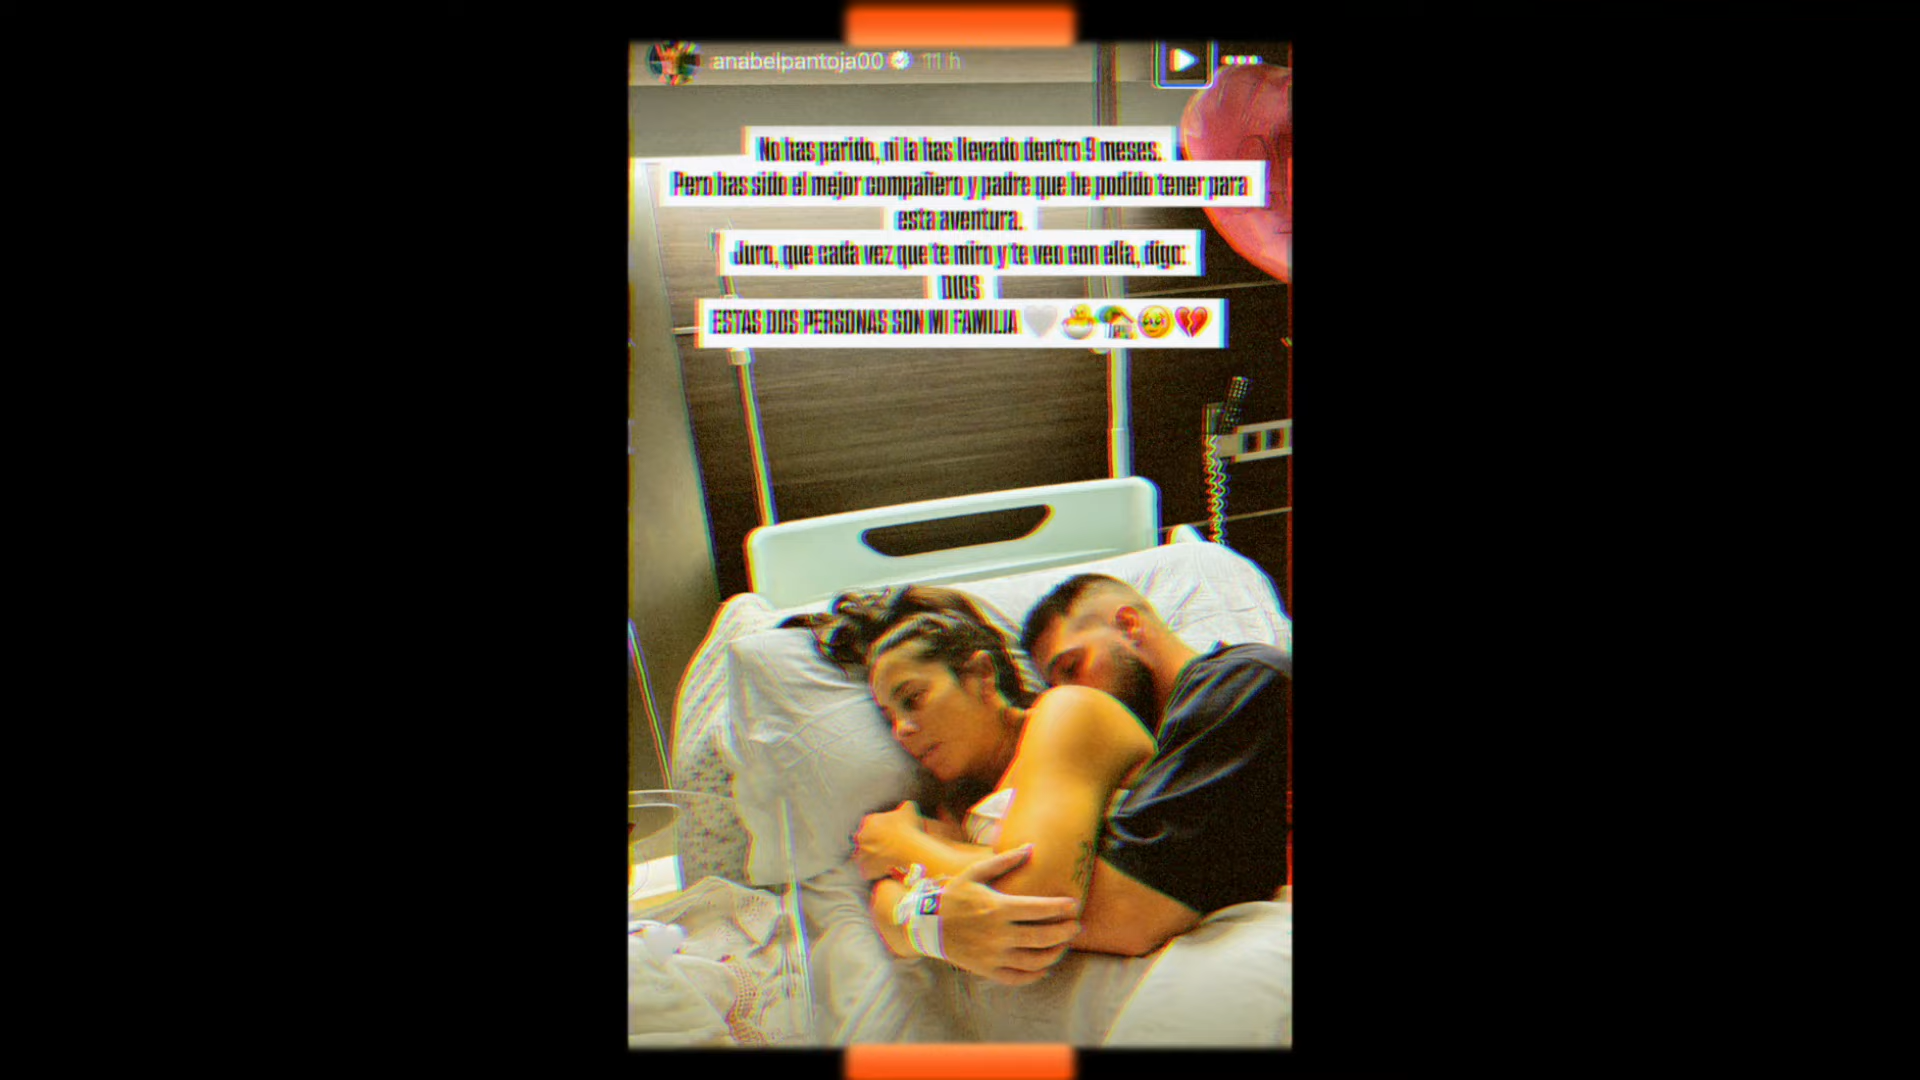 anabelpantoja00 11 h
No has parido, ni la has llevado dentro 9 meses.
Pero has sido el mejor compañero y padre que he podido tener para
esta aventura.
Juro, que cada vez que te miro y te veo con ella, digo:
DIOS
ESTAS DOS PERSONAS SON MI FAMILIA 🤍🐣🏡🥹❤️‍🩹